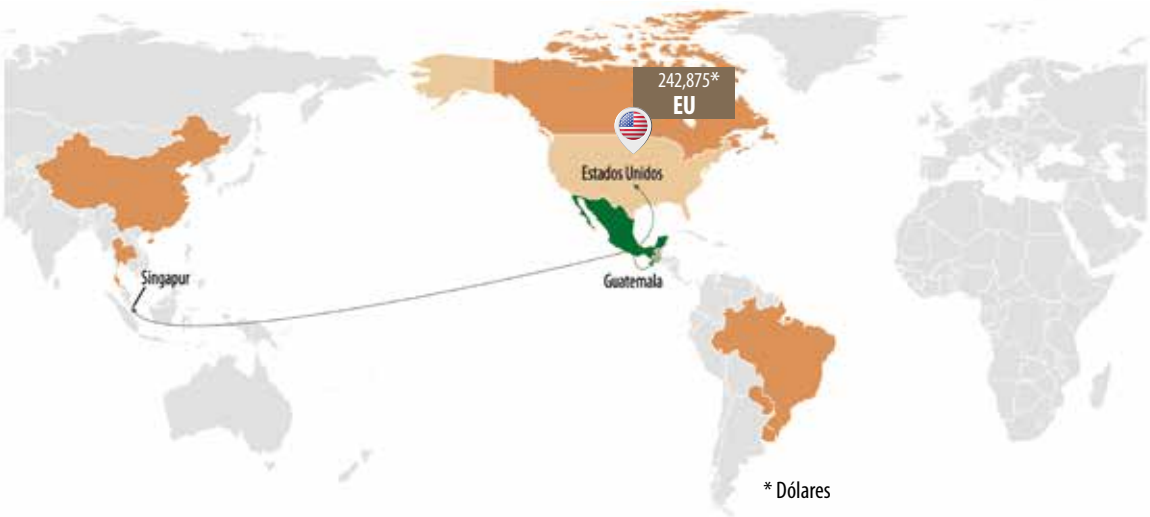 242,875*
EU
Estados Unidos
Singapur
Guatemala
* Dólares